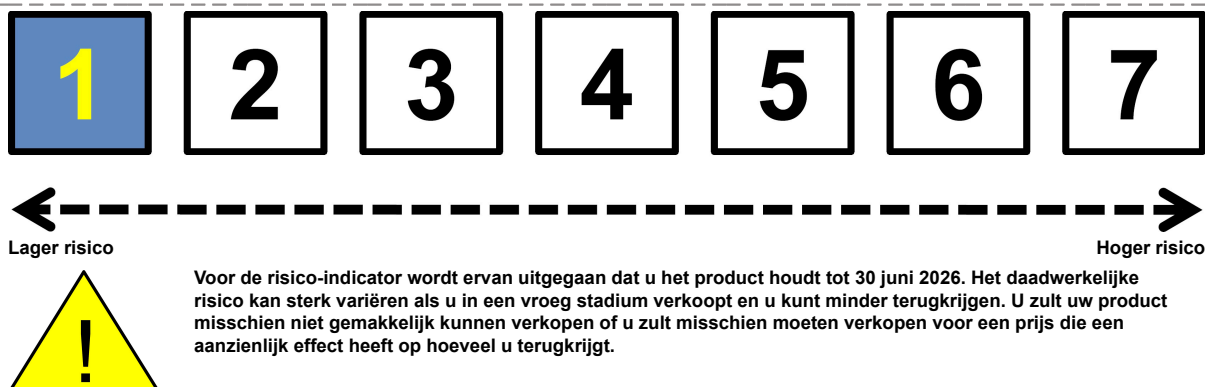 1 2 3 4 5 6 7
Lager risico Hoger risico
Voor de risico-indicator wordt ervan uitgegaan dat u het product houdt tot 30 juni 2026. Het daadwerkelijke
risico kan sterk variëren als u in een vroeg stadium verkoopt en u kunt minder terugkrijgen. U zult uw product
misschien niet gemakkelijk kunnen verkopen of u zult misschien moeten verkopen voor een prijs die een
aanzienlijk effect heeft op hoeveel u terugkrijgt.
!